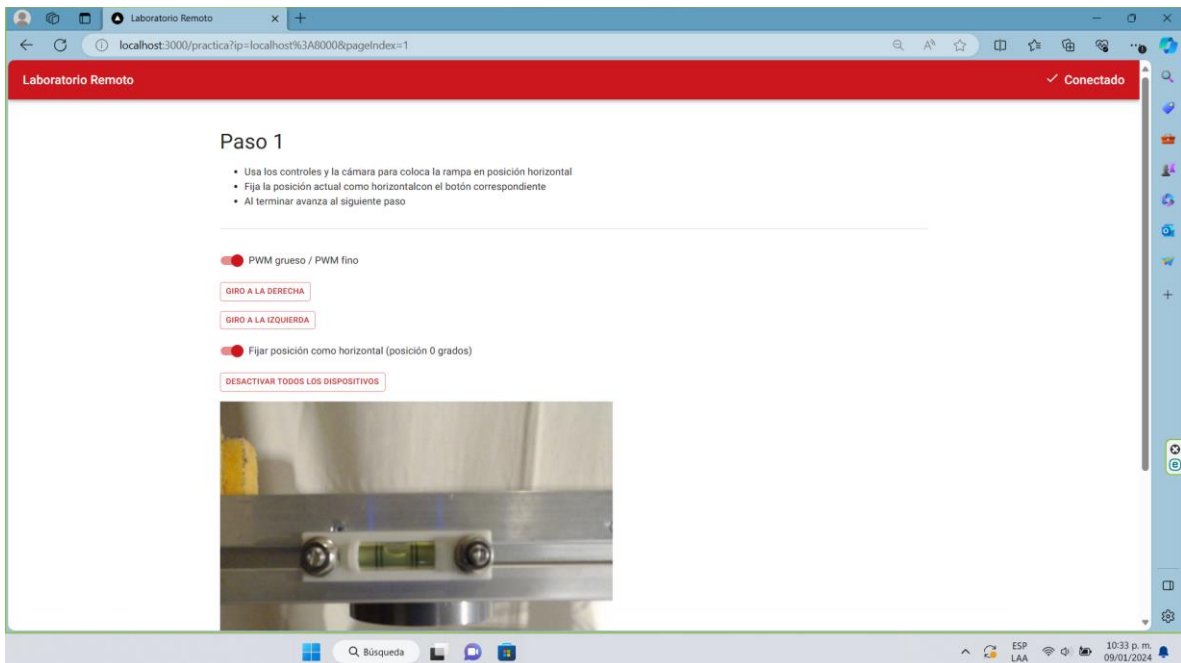 Laboratorio Remoto
localhost:3000/practica?ip=localhost%3A8000&pageIndex=1
Laboratorio Remoto
Conectado
Paso 1
Usa los controles y la cámara para coloca la rampa en posición horizontal
Fija la posición actual como horizontalcon el botón correspondiente
Al terminar avanza al siguiente paso
PWM grueso / PWM fino
GIRO A LA DERECHA
GIRO A LA IZQUIERDA
Fijar posición como horizontal (posición 0 grados)
DESACTIVAR TODOS LOS DISPOSITIVOS
Búsqueda
ESP
LAA
10:33 p. m.
09/01/2024